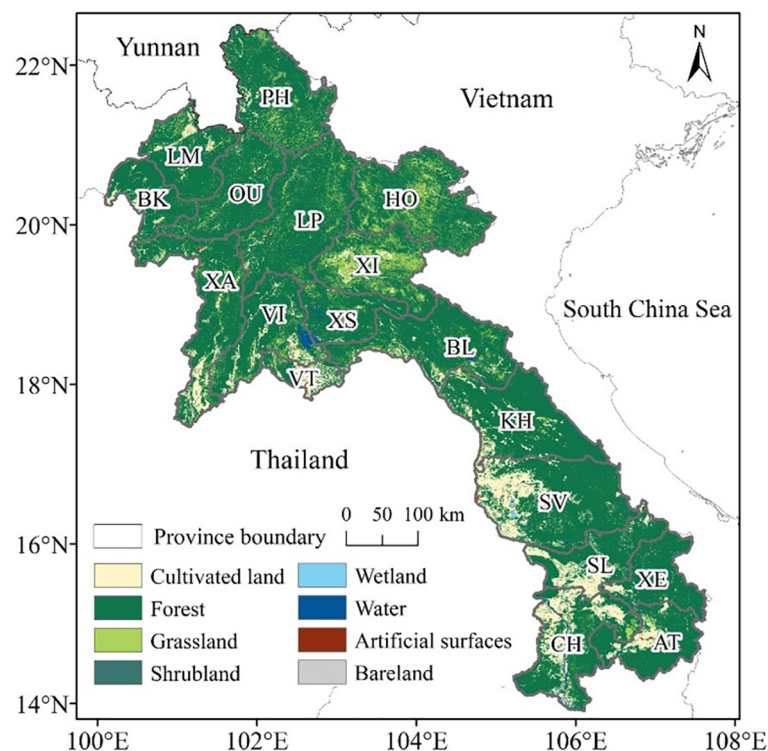 N
Yunnan
22°N
PH
Vietnam
LM
BK
OU
HO
20°N
LP
XI
XA
VI
XS
South China Sea
BL
VT
18°N
KH
Thailand
SV
0 50 100 km
Province boundary
16°N
SL
XE
Cultivated land
Wetland
Forest
Water
Grassland
Artificial surfaces
CH
AT
Shrubland
Bareland
14°N
100°E 102°E 104°E 106°E 108°E